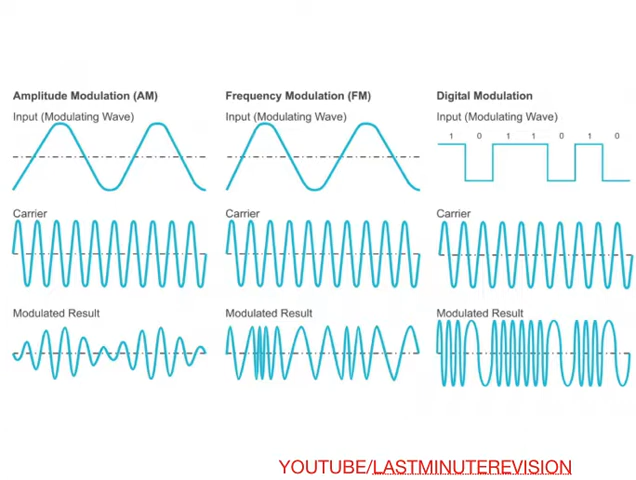 Amplitude Modulation (AM)
Input (Modulating Wave)
Carrier
Modulated Result
Frequency Modulation (FM)
Input (Modulating Wave)
Carrier
Modulated Result
Digital Modulation
Input (Modulating Wave)
1 0 1 1 0 1 0
Carrier
Modulated Result
YOUTUBE/LASTMINUTEREVISION